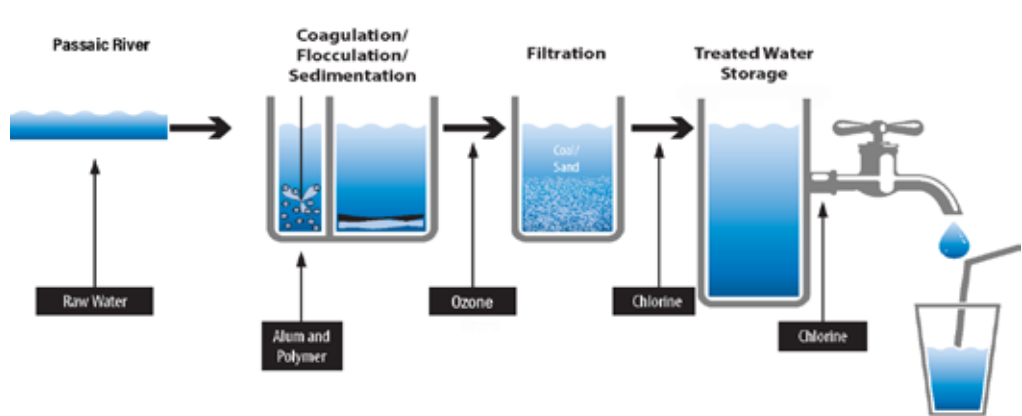 Passaic River
Coagulation/
Flocculation/
Sedimentation
Filtration
Treated Water
Storage
Coal/
Sand
Raw Water
Alum and
Polymer
Ozone
Chlorine
Chlorine